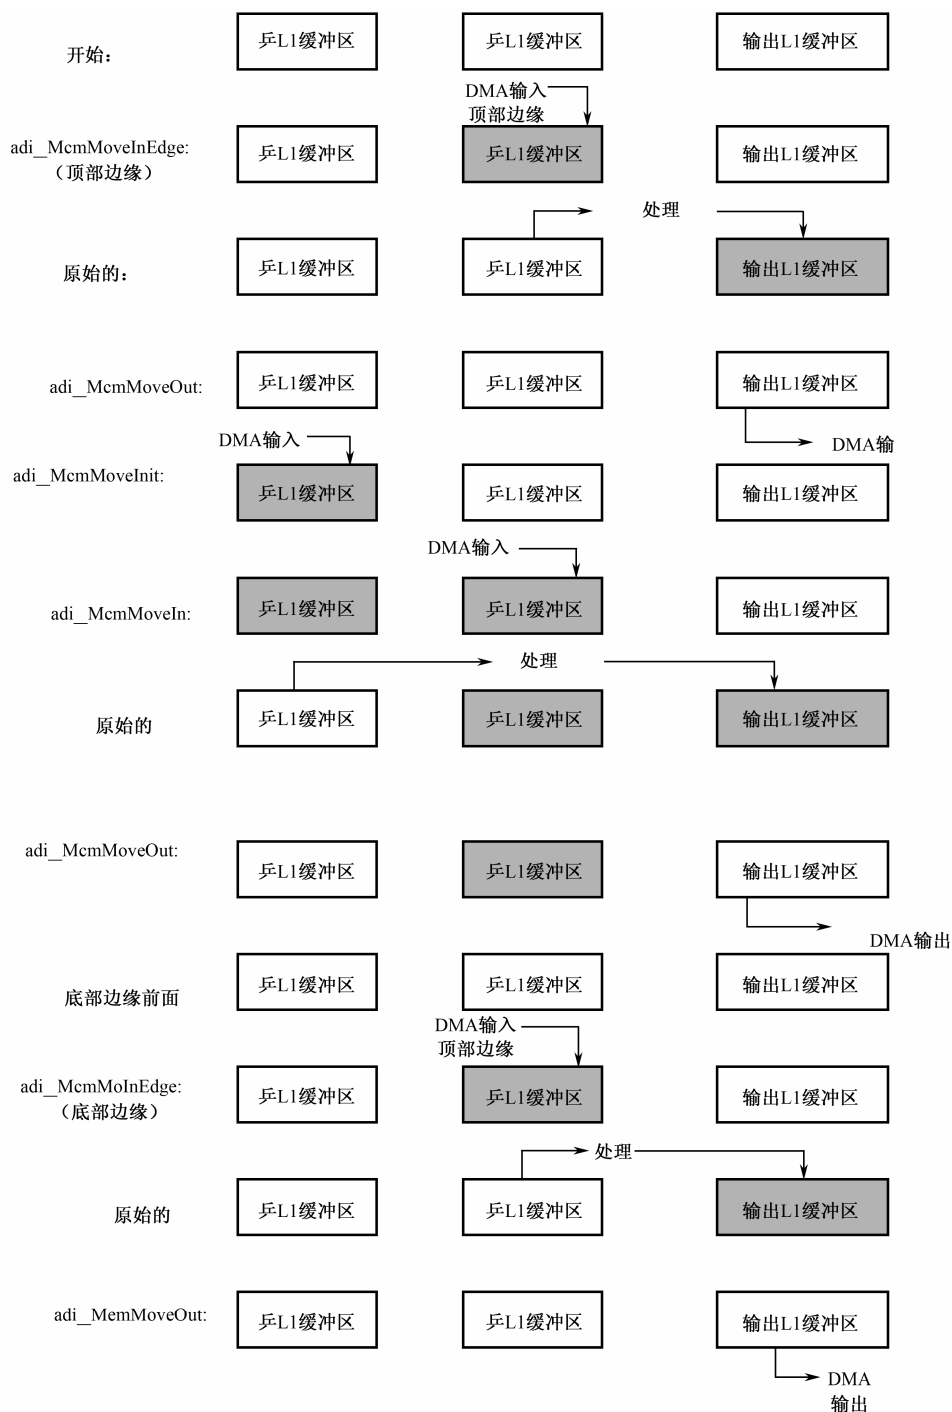 开始：
乒L1缓冲区
乒L1缓冲区
输出L1缓冲区
DMA输入
顶部边缘
adi_McmMoveInEdge:
（顶部边缘）
乒L1缓冲区
乒L1缓冲区
输出L1缓冲区
处理
原始的：
乒L1缓冲区
乒L1缓冲区
输出L1缓冲区
adi_McmMoveOut:
乒L1缓冲区
乒L1缓冲区
输出L1缓冲区
DMA输
DMA输入
adi_McmMoveInit:
乒L1缓冲区
乒L1缓冲区
输出L1缓冲区
DMA输入
adi_McmMoveIn:
乒L1缓冲区
乒L1缓冲区
输出L1缓冲区
处理
原始的
乒L1缓冲区
乒L1缓冲区
输出L1缓冲区
adi_McmMoveOut:
乒L1缓冲区
乒L1缓冲区
输出L1缓冲区
DMA输出
底部边缘前面
乒L1缓冲区
乒L1缓冲区
输出L1缓冲区
DMA输入
顶部边缘
adi_McmMoInEdge:
（底部边缘）
乒L1缓冲区
乒L1缓冲区
输出L1缓冲区
处理
原始的
乒L1缓冲区
乒L1缓冲区
输出L1缓冲区
adi_MemMoveOut:
乒L1缓冲区
乒L1缓冲区
输出L1缓冲区
DMA
输出